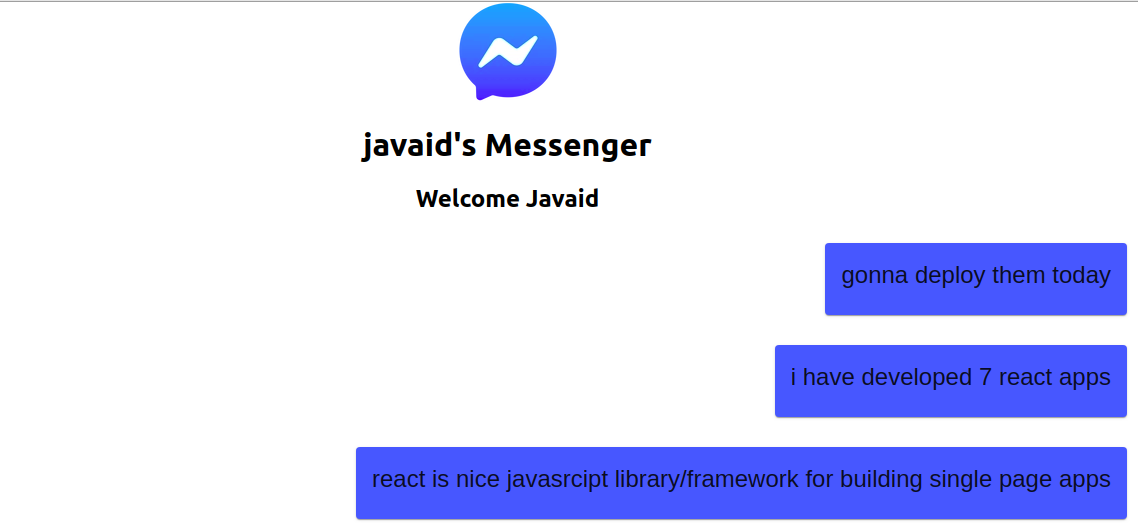 javaid's Messenger
Welcome Javaid
gonna deploy them today
i have developed 7 react apps
react is nice javasrcipt library/framework for building single page apps